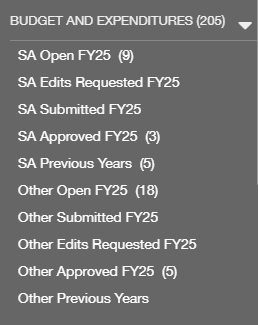 BUDGET AND EXPENDITURES (205)
SA Open FY25 (9)
SA Edits Requested FY25
SA Submitted FY25
SA Approved FY25 (3)
SA Previous Years (5)
Other Open FY25 (18)
Other Submitted FY25
Other Edits Requested FY25
Other Approved FY25 (5)
Other Previous Years